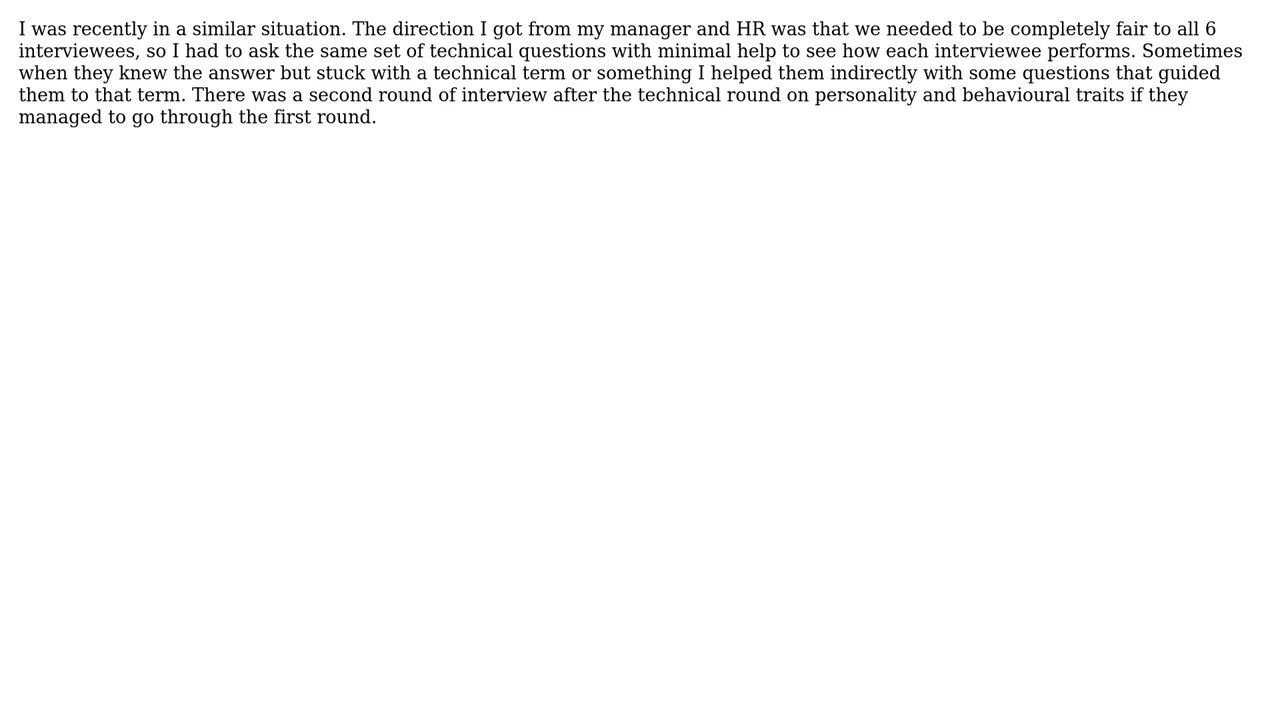 I was recently in a similar situation. The direction I got from my manager and HR was that we needed to be completely fair to all 6
interviewees, so I had to ask the same set of technical questions with minimal help to see how each interviewee performs. Sometimes
when they knew the answer but stuck with a technical term or something I helped them indirectly with some questions that guided
them to that term. There was a second round of interview after the technical round on personality and behavioural traits if they
managed to go through the first round.